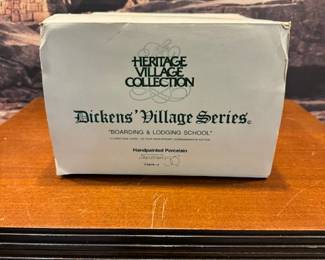 HERITAGE
VILLAGE
COLLECTION
Dickens' Village Series
"BOARDING & LODGING SCHOOL"
Handpainted Porcelain